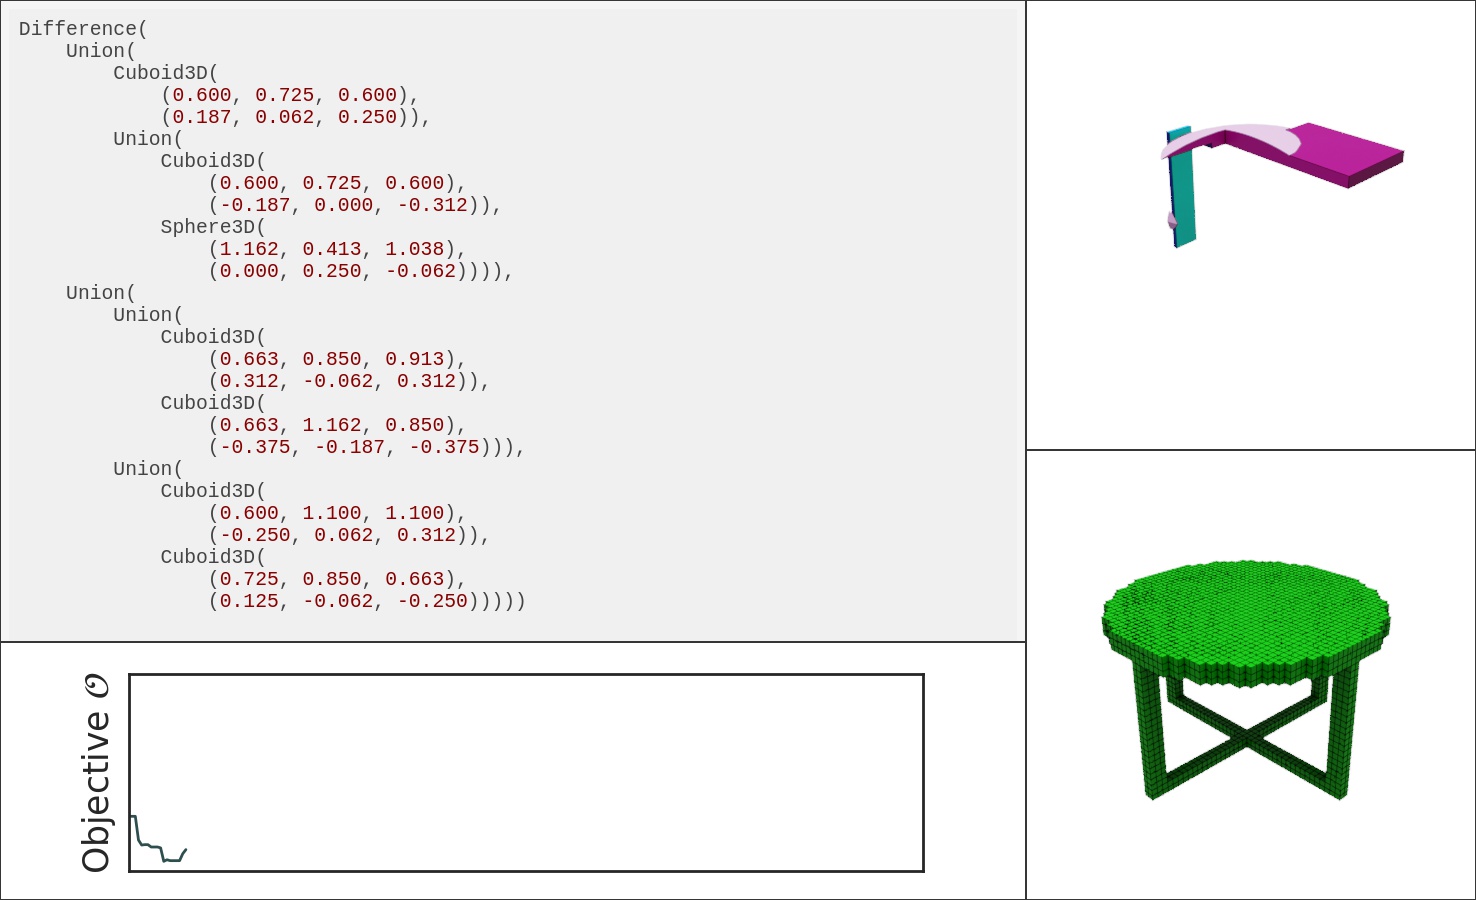 Difference(
    Union(
        Cuboid3D(
            (0.600, 0.725, 0.600),
            (0.187, 0.062, 0.250)),
        Union(
            Cuboid3D(
                (0.600, 0.725, 0.600),
                (-0.187, 0.000, -0.312)),
            Sphere3D(
                (1.162, 0.413, 1.038),
                (0.000, 0.250, -0.062)))),
    Union(
        Union(
            Cuboid3D(
                (0.663, 0.850, 0.913),
                (0.312, -0.062, 0.312)),
            Cuboid3D(
                (0.663, 1.162, 0.850),
                (-0.375, -0.187, -0.375))),
        Union(
            Cuboid3D(
                (0.600, 1.100, 1.100),
                (-0.250, 0.062, 0.312)),
            Cuboid3D(
                (0.725, 0.850, 0.663),
                (0.125, -0.062, -0.250)))))
Objective 𝒪